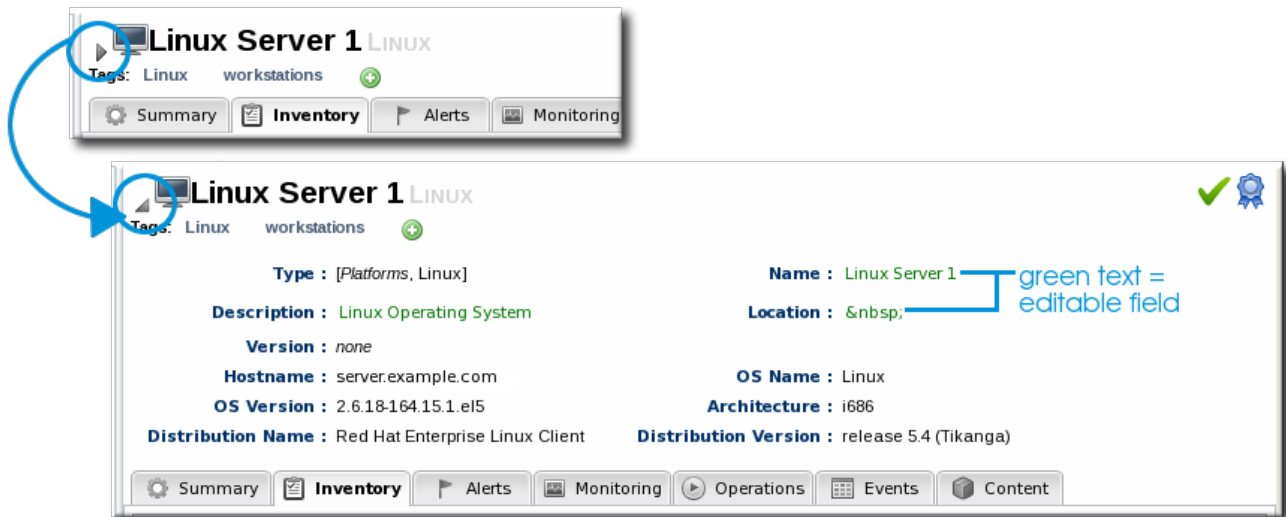 Linux Server 1 LINUX
Tags: Linux workstations
Summary Inventory Alerts Monitoring
Linux Server 1 LINUX
Tags: Linux workstations
Type : [Platforms, Linux] Name : Linux Server 1
green text =
editable field
Description : Linux Operating System Location : &nbsp;
Version : none
Hostname : server.example.com OS Name : Linux
OS Version : 2.6.18-164.15.1.el5 Architecture : i686
Distribution Name : Red Hat Enterprise Linux Client Distribution Version : release 5.4 (Tikanga)
Summary Inventory Alerts Monitoring Operations Events Content